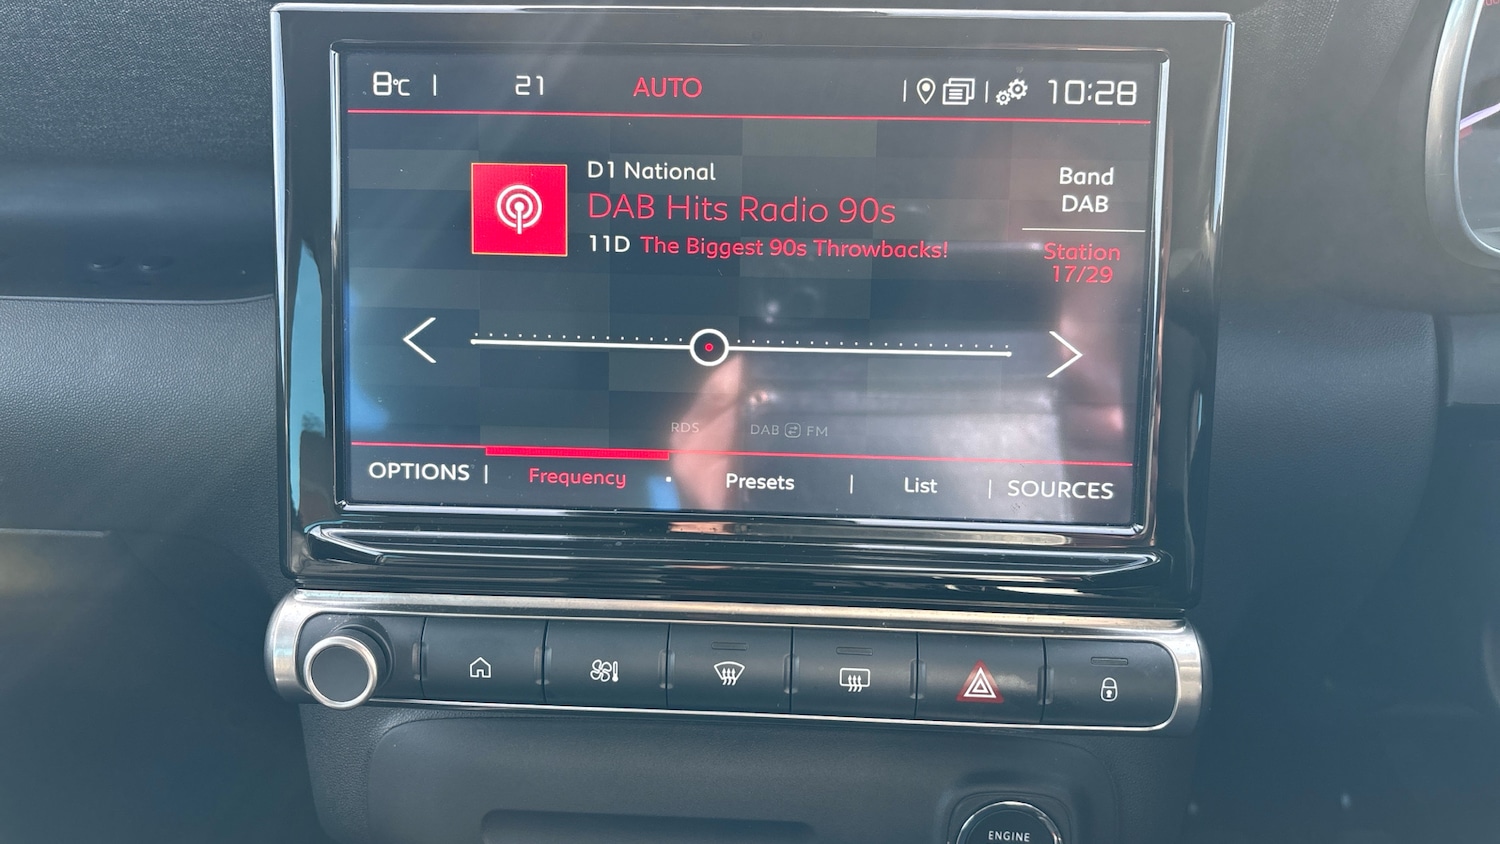 8°C 21 AUTO 10:28
D1 National
DAB Hits Radio 90s
11D The Biggest 90s Throwbacks!
Band
DAB
Station
17/29
RDS DAB FM
OPTIONS Frequency Presets List SOURCES
ENGINE